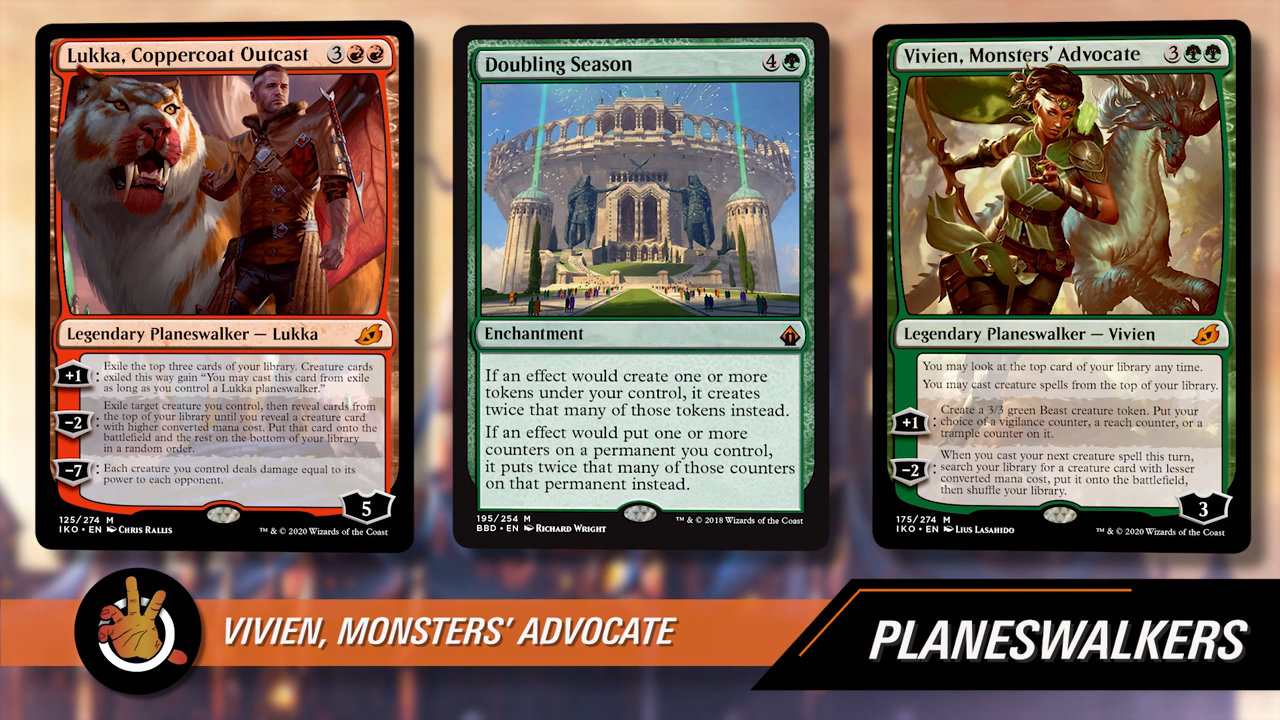 Lukka, Coppercoat Outcast 3
Legendary Planeswalker — Lukka
+1 : Exile the top three cards of your library. Creature cards
exiled this way gain “You may cast this card from exile
as long as you control a Lukka planeswalker.”
−2 : Exile target creature you control, then reveal cards from
the top of your library until you reveal a creature card
with higher converted mana cost. Put that card onto the
battlefield and the rest on the bottom of your library
in a random order.
−7 : Each creature you control deals damage equal to its
power to each opponent.
5
125/274 M
IKO • EN Chris Rallis ™ & © 2020 Wizards of the Coast
Doubling Season 4
Enchantment
If an effect would create one or more
tokens under your control, it creates
twice that many of those tokens instead.
If an effect would put one or more
counters on a permanent you control,
it puts twice that many of those counters
on that permanent instead.
195/254 M
BBD • EN Richard Wright ™ & © 2018 Wizards of the Coast
Vivien, Monsters’ Advocate 3
Legendary Planeswalker — Vivien
You may look at the top card of your library any time.
You may cast creature spells from the top of your library.
+1 : Create a 3/3 green Beast creature token. Put your
choice of a vigilance counter, a reach counter, or a
trample counter on it.
−2 : When you cast your next creature spell this turn,
search your library for a creature card with lesser
converted mana cost, put it onto the battlefield,
then shuffle your library.
3
175/274 M
IKO • EN Lius Lasahido ™ & © 2020 Wizards of the Coast
VIVIEN, MONSTERS’ ADVOCATE
PLANESWALKERS